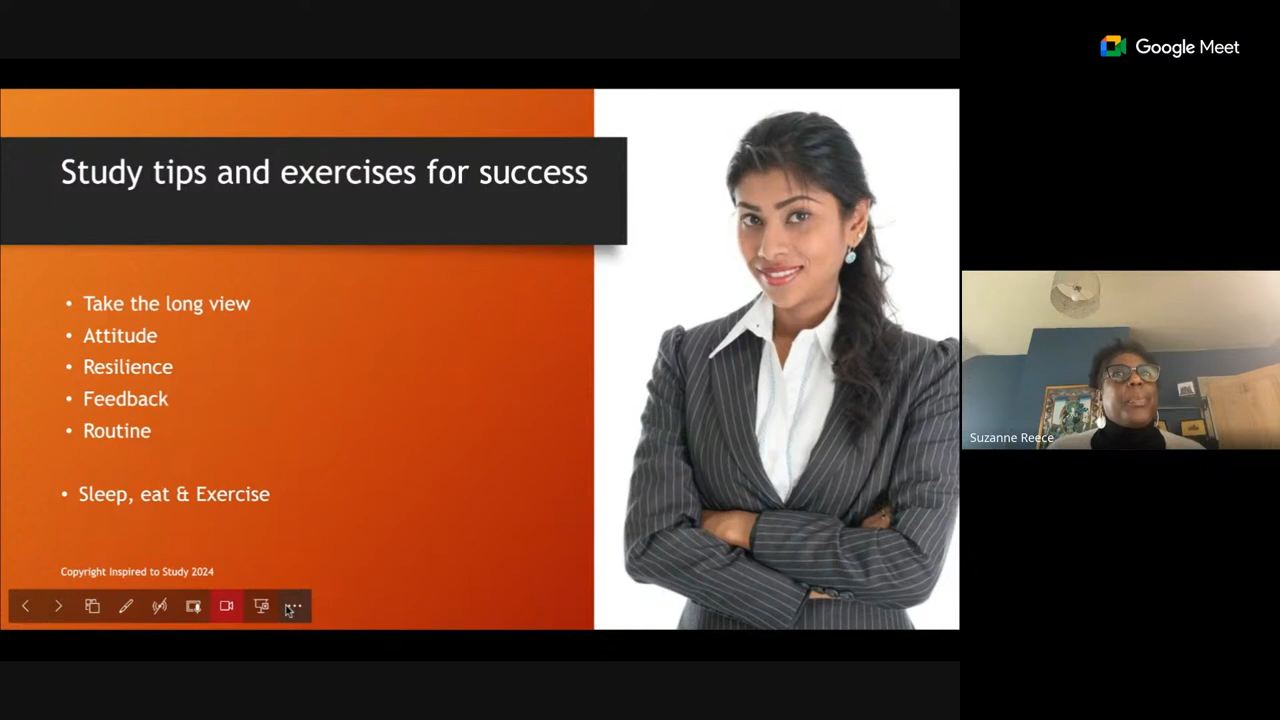 Google Meet
Study tips and exercises for success
• Take the long view
• Attitude
• Resilience
• Feedback
• Routine
• Sleep, eat & Exercise
Copyright Inspired to Study 2024
Suzanne Reece